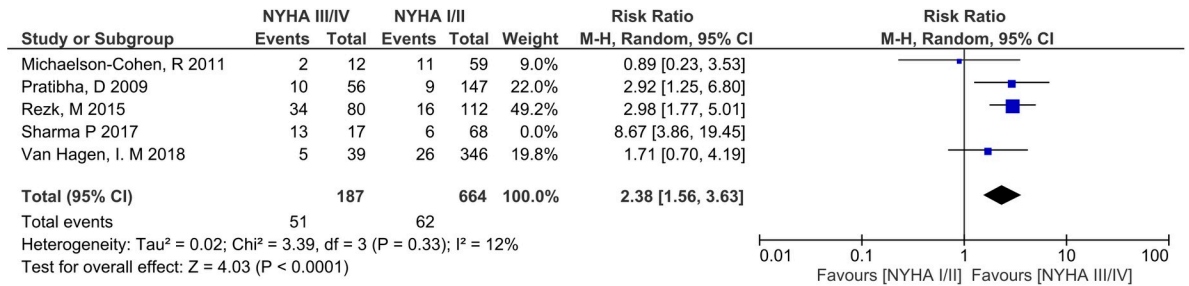 NYHA III/IV NYHA I/II Risk Ratio Risk Ratio
Study or Subgroup Events Total Events Total Weight M-H, Random, 95% CI M-H, Random, 95% CI
Michaelson-Cohen, R 2011 2 12 11 59 9.0% 0.89 [0.23, 3.53]
Pratibha, D 2009 10 56 9 147 22.0% 2.92 [1.25, 6.80]
Rezk, M 2015 34 80 16 112 49.2% 2.98 [1.77, 5.01]
Sharma P 2017 13 17 6 68 0.0% 8.67 [3.86, 19.45]
Van Hagen, I. M 2018 5 39 26 346 19.8% 1.71 [0.70, 4.19]
Total (95% CI) 187 664 100.0% 2.38 [1.56, 3.63]
Total events 51 62
Heterogeneity: Tau² = 0.02; Chi² = 3.39, df = 3 (P = 0.33); I² = 12%
Test for overall effect: Z = 4.03 (P < 0.0001)
0.01 0.1 1 10 100
Favours [NYHA I/II] Favours [NYHA III/IV]